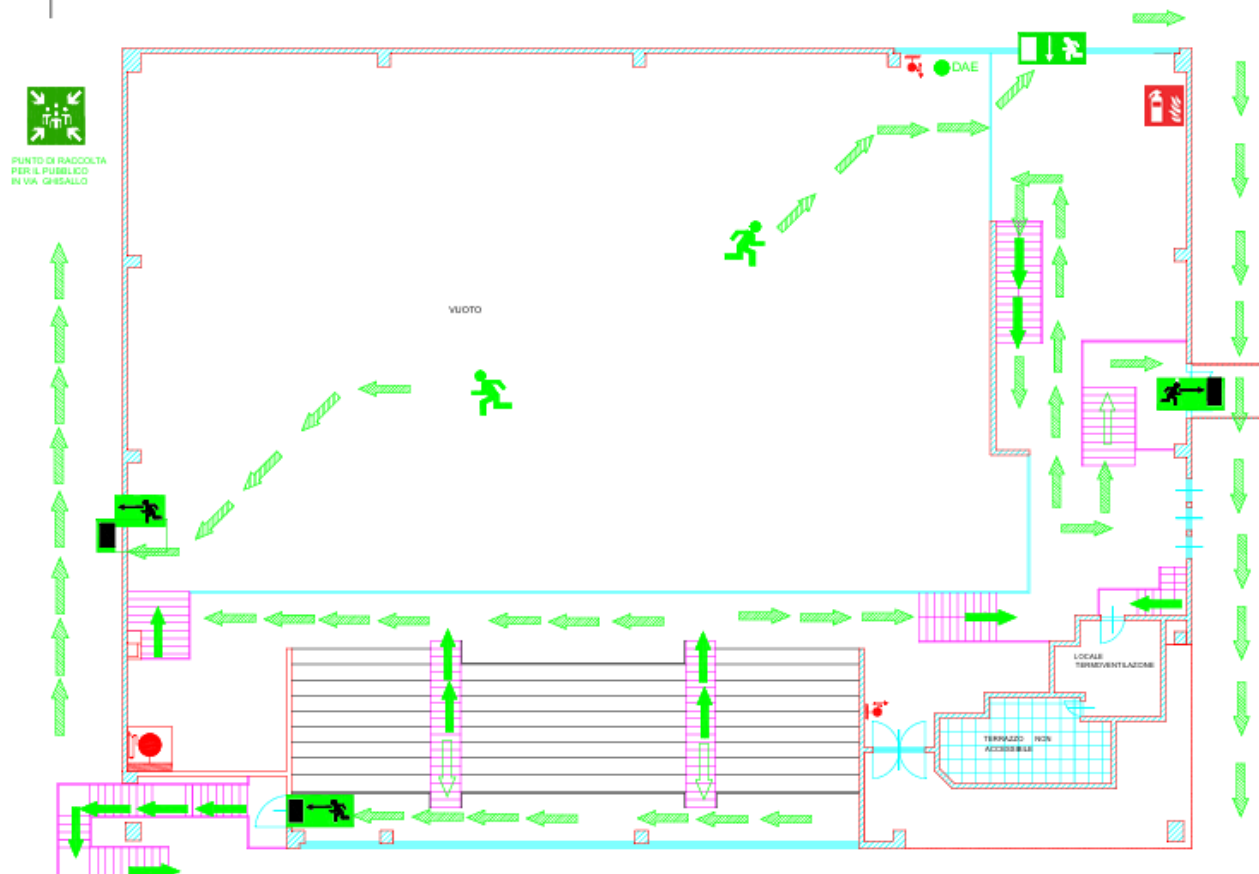 DAE
PUNTO DI RACCOLTA
PER IL PUBBLICO
IN VIA GHISALLO
VUOTO
LOCALE
TERMOVENTILAZIONE
TERRAZZO NON
ACCESSIBILE